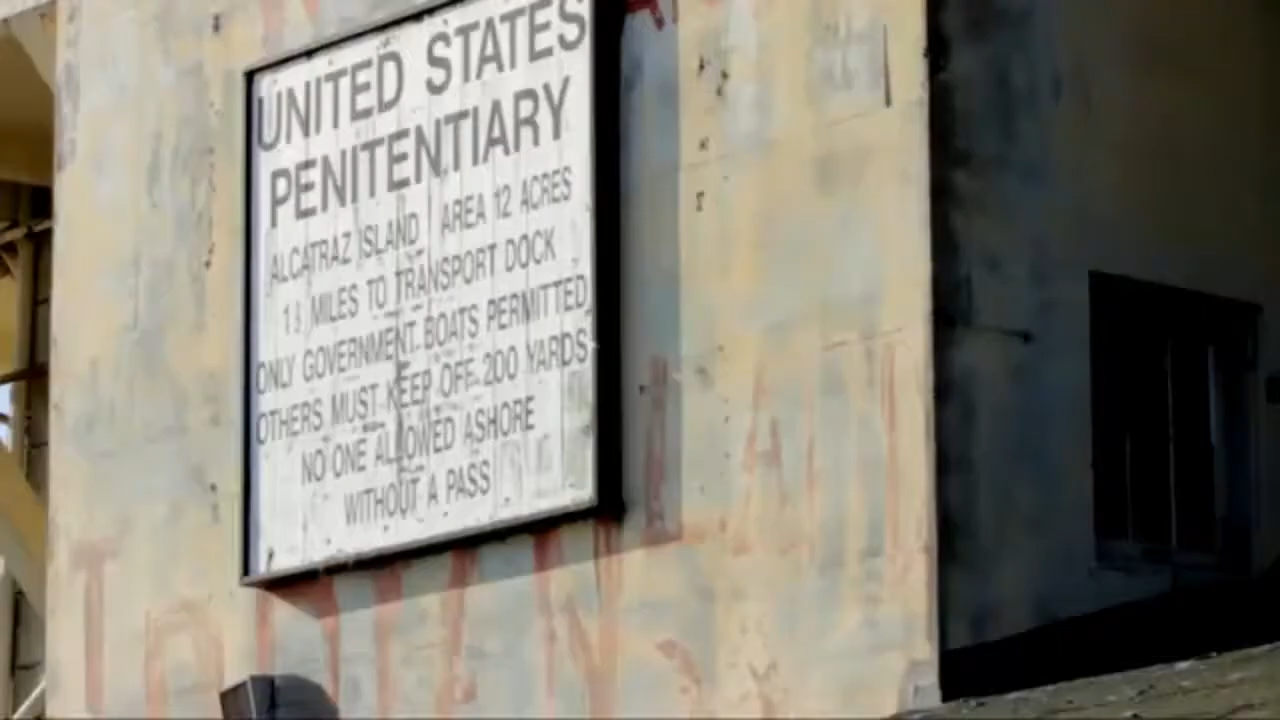 UNITED STATES
PENITENTIARY
ALCATRAZ ISLAND AREA 12 ACRES
MILES TO TRANSPORT DOCK
ONLY GOVERNMENT BOATS PERMITTED
OTHERS MUST KEEP OFF 200 YARDS
NO ONE ALLOWED ASHORE
WITHOUT A PASS